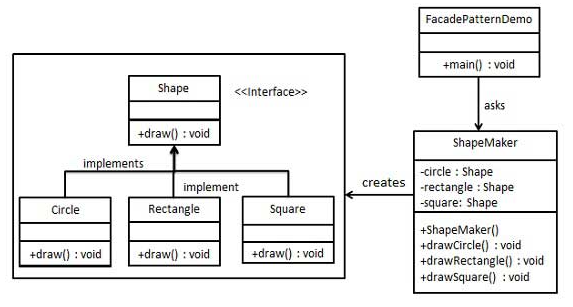 FacadePatternDemo
+main() : void
asks
Shape
<<Interface>>
+draw() : void
implements
implement
Circle
+draw() : void
Rectangle
+draw() : void
Square
+draw() : void
creates
ShapeMaker
-circle : Shape
-rectangle : Shape
-square: Shape
+ShapeMaker()
+drawCircle() : void
+drawRectangle() : void
+drawSquare() : void